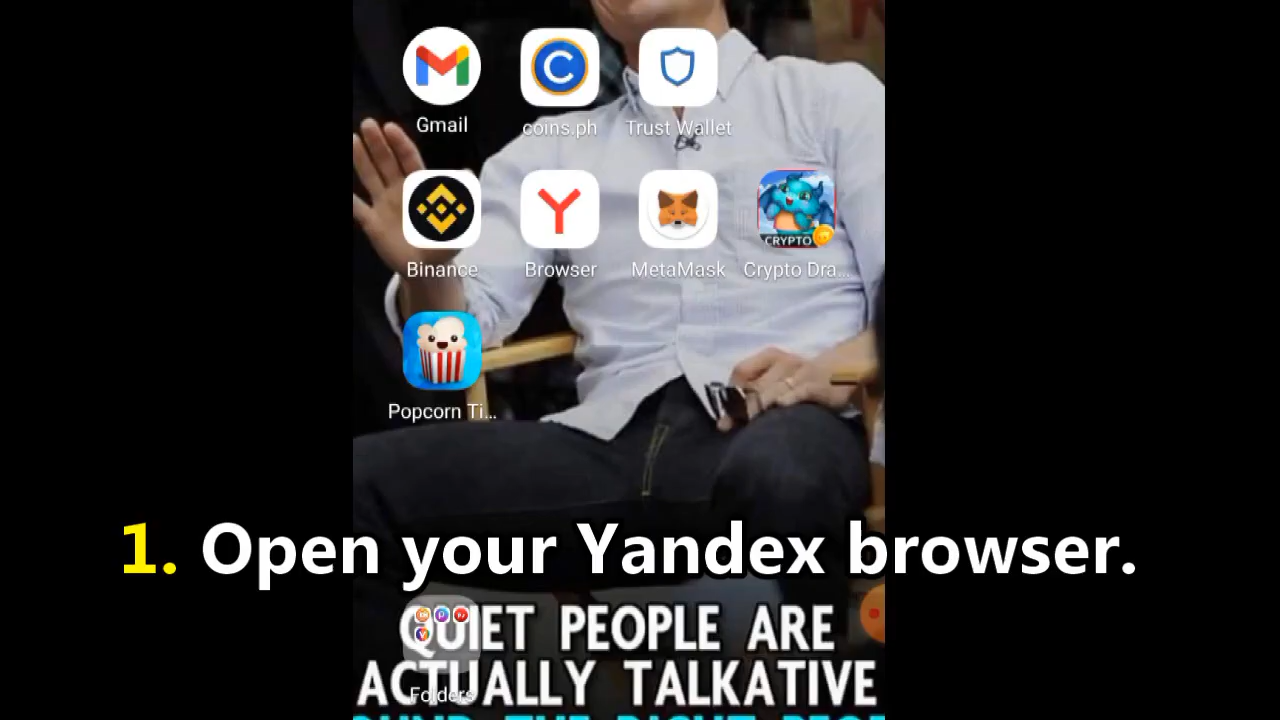 Gmail
coins.ph
Trust Wallet
CRYPTO
Binance
Browser
MetaMask
Crypto Dra...
Popcorn Ti...
1. Open your Yandex browser.
QUIET PEOPLE ARE
ACTUALLY TALKATIVE
Folders